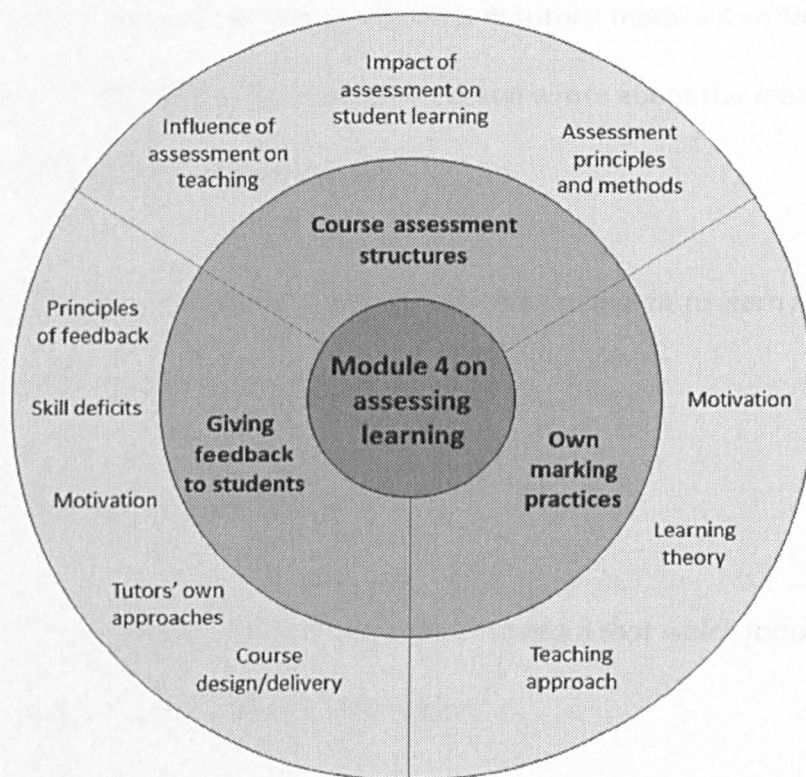 Impact of
assessment on
student learning
Influence of
assessment on
teaching
Assessment
principles
and methods
Course assessment
structures
Principles
of feedback
Skill deficits
Motivation
Tutors' own
approaches
Course
design/delivery
Giving
feedback
to students
Module 4 on
assessing
learning
Own
marking
practices
Motivation
Learning
theory
Teaching
approach